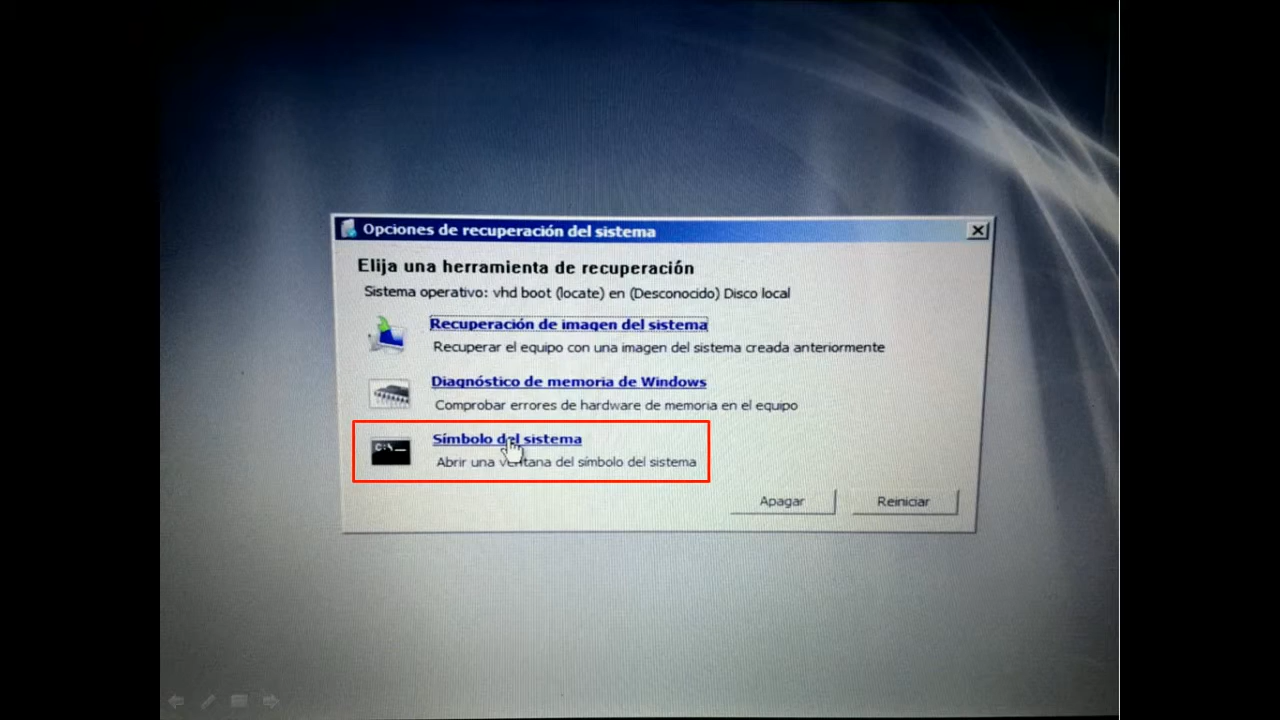 Opciones de recuperación del sistema
Elija una herramienta de recuperación
Sistema operativo: vhd boot (locate) en (Desconocido) Disco local
Recuperación de imagen del sistema
Recuperar el equipo con una imagen del sistema creada anteriormente
Diagnóstico de memoria de Windows
Comprobar errores de hardware de memoria en el equipo
C:\_
Símbolo del sistema
Abrir una ventana del símbolo del sistema
Apagar
Reiniciar